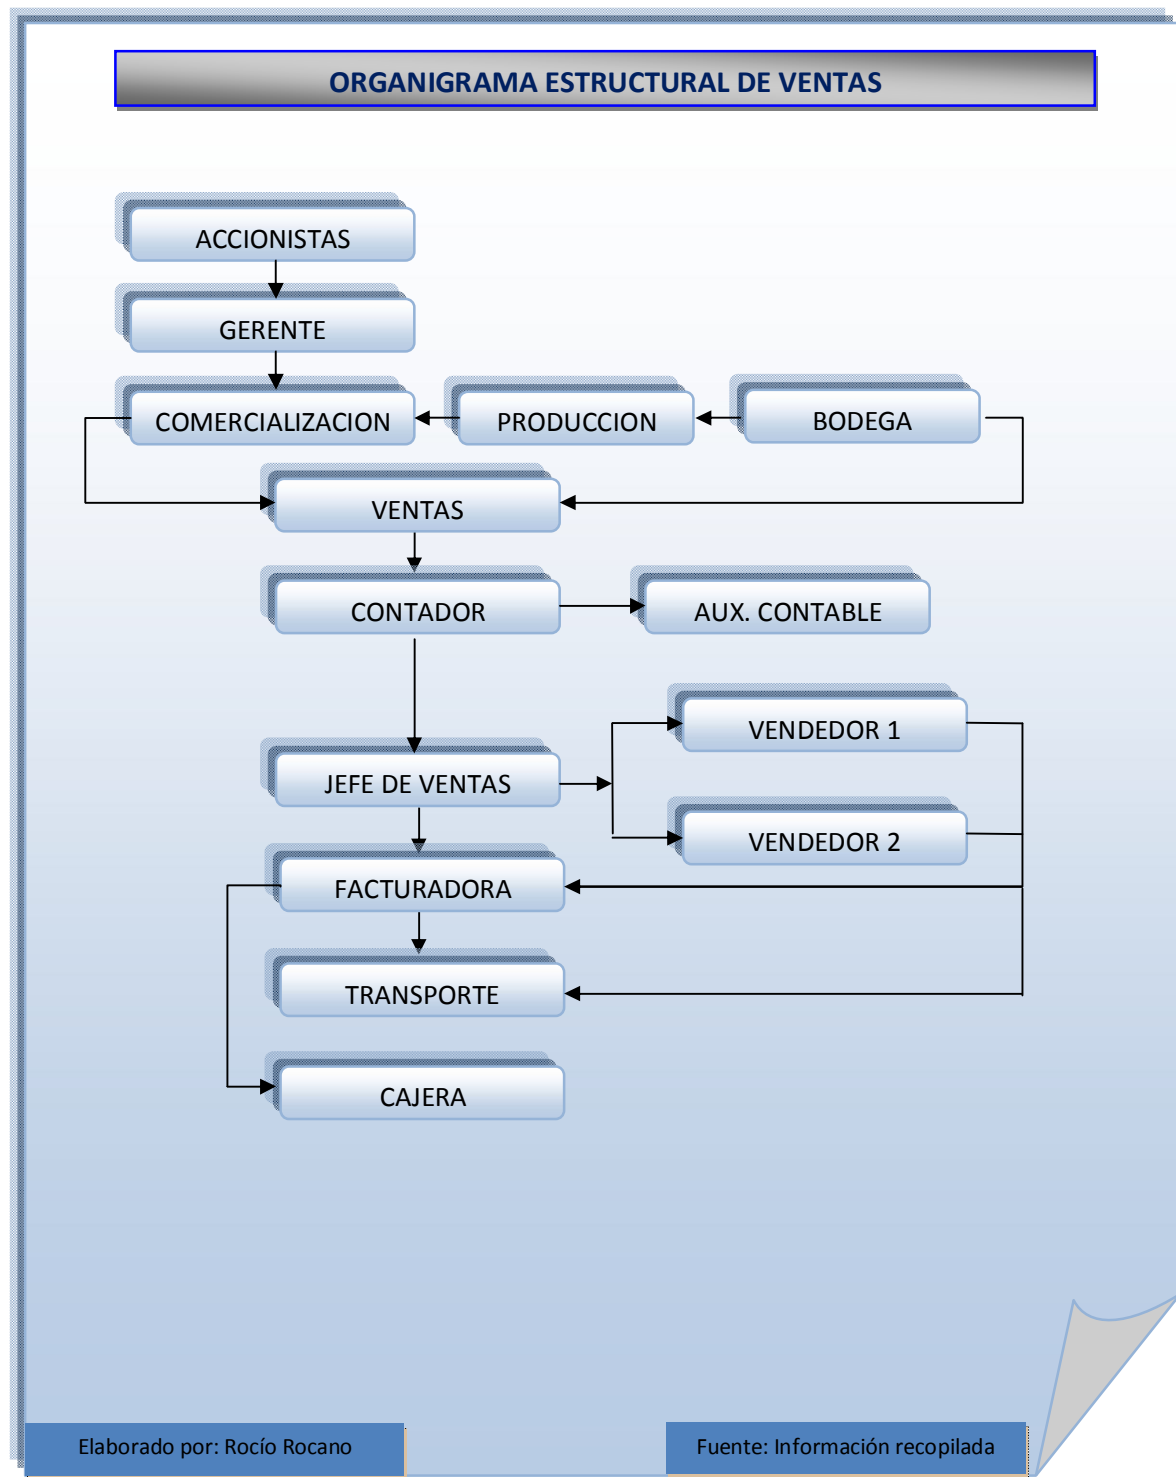 ORGANIGRAMA ESTRUCTURAL DE VENTAS
ACCIONISTAS
GERENTE
COMERCIALIZACION
PRODUCCION
BODEGA
VENTAS
CONTADOR
AUX. CONTABLE
VENDEDOR 1
JEFE DE VENTAS
VENDEDOR 2
FACTURADORA
TRANSPORTE
CAJERA
Elaborado por: Rocío Rocano
Fuente: Información recopilada